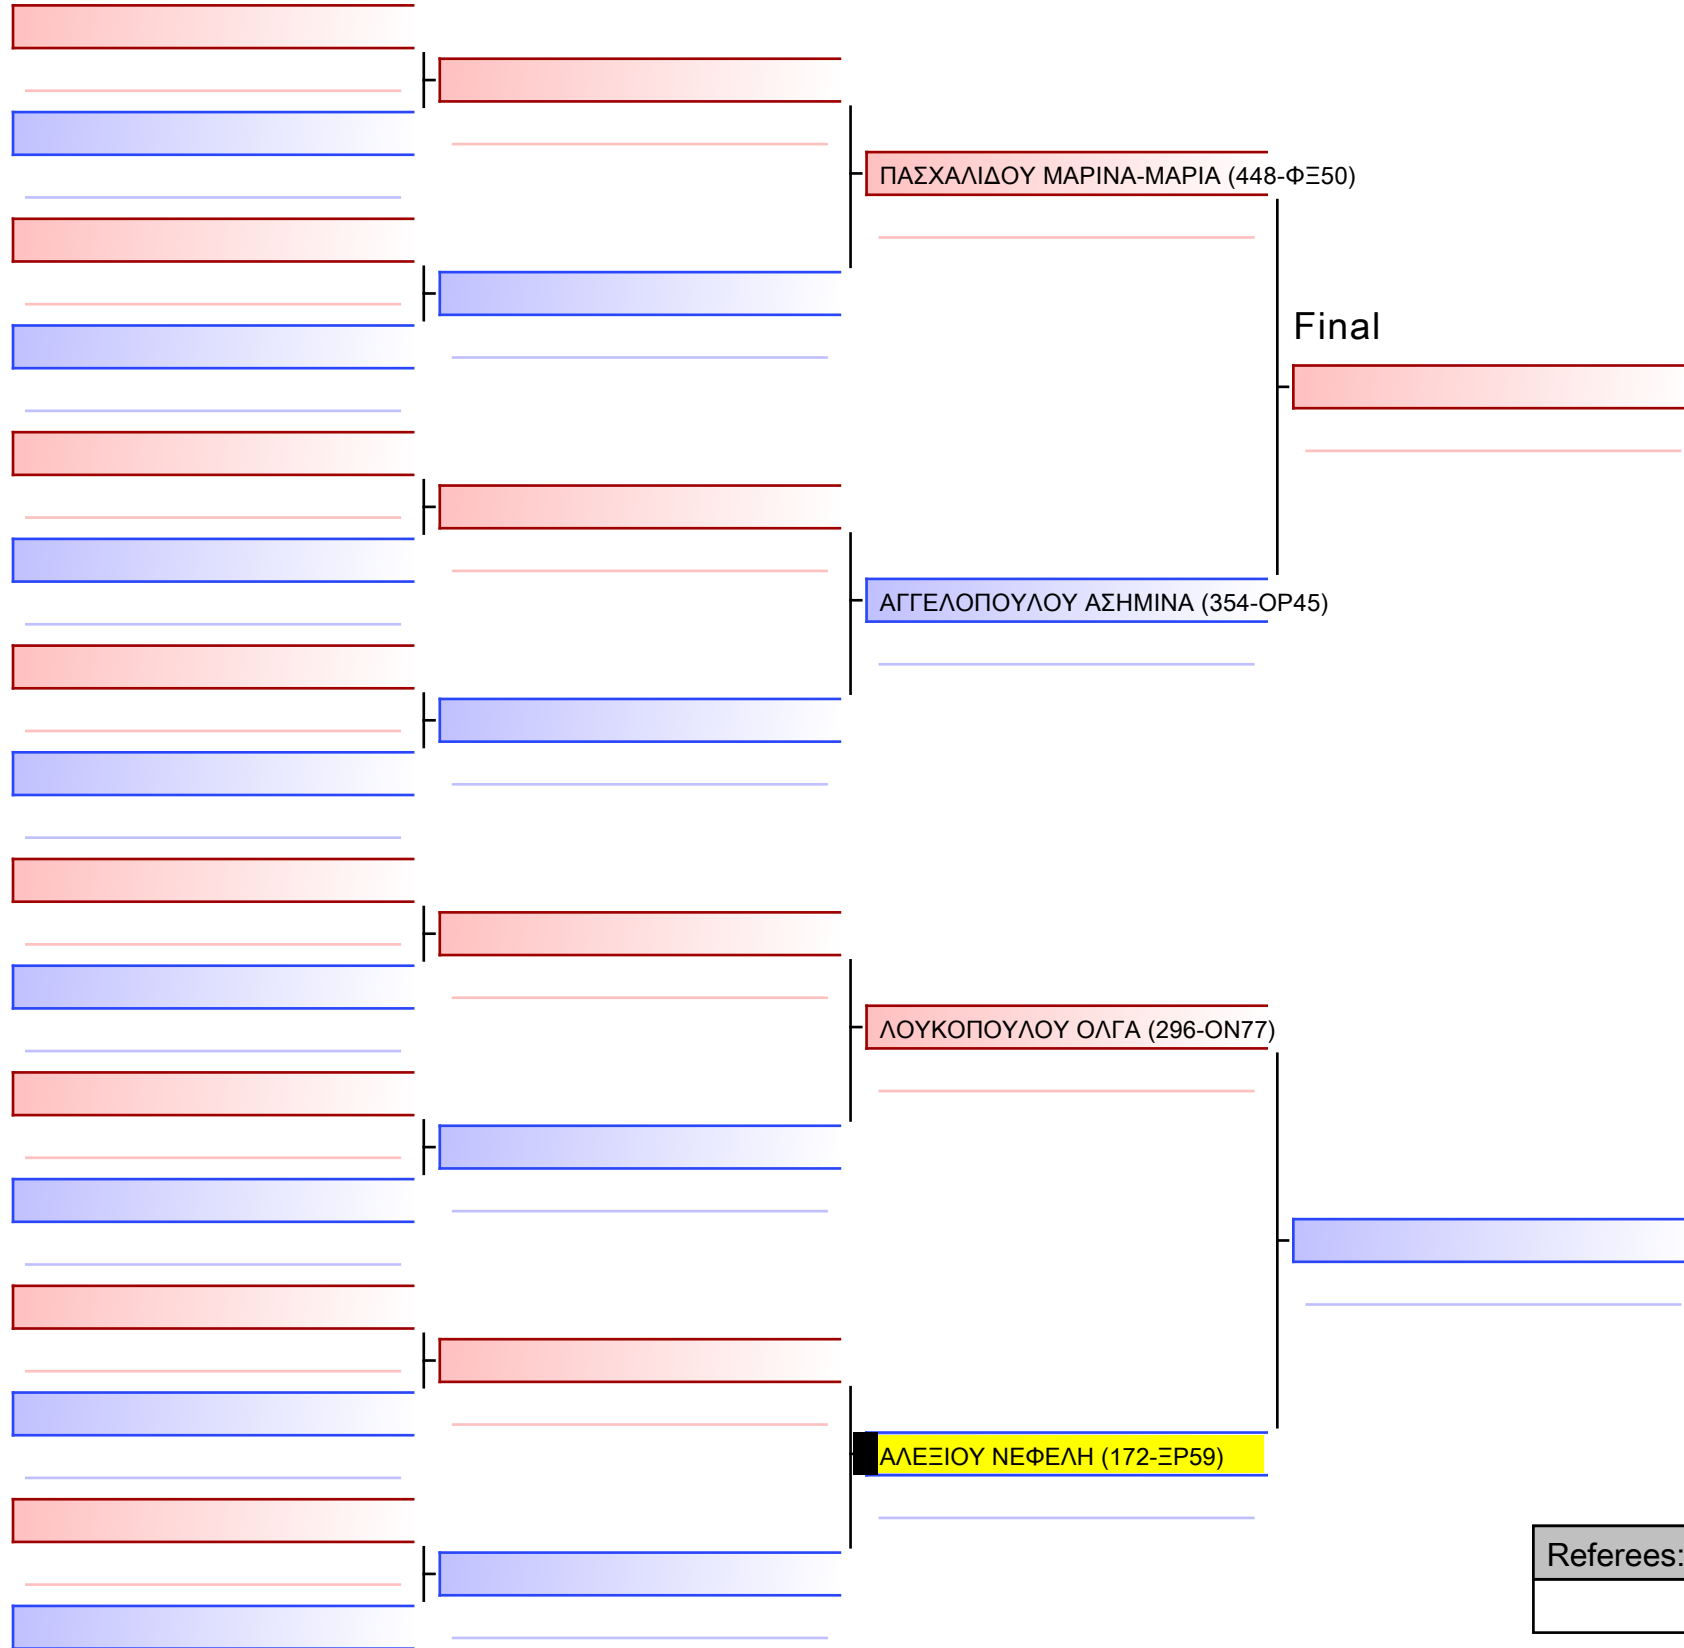 ΠΑΣΧΑΛΙΔΟΥ ΜΑΡΙΝΑ-ΜΑΡΙΑ (448-ΦΞ50)
Final
ΑΓΓΕΛΟΠΟΥΛΟΥ ΑΣΗΜΙΝΑ (354-ΟΡ45)
ΛΟΥΚΟΠΟΥΛΟΥ ΟΛΓΑ (296-ΟΝ77)
ΑΛΕΞΙΟΥ ΝΕΦΕΛΗ (172-ΞΡ59)
Referees: